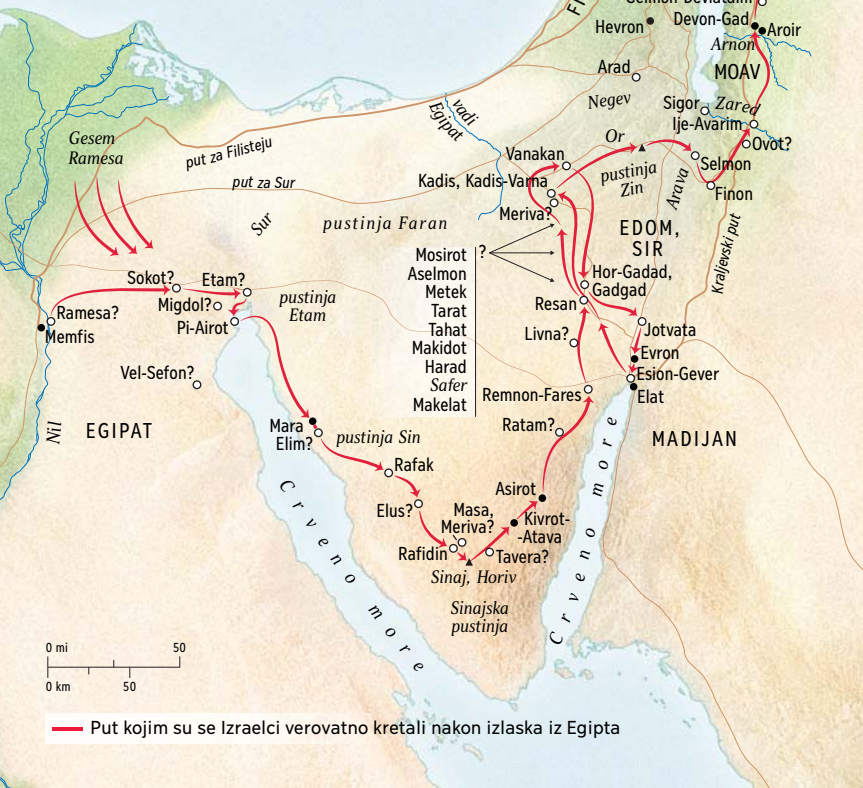 Gelmon-Devlataim
FI
Hevron
Devon-Gad
Aroir
Arnon
MOAV
Arad
Negev
Sigor
Zared
Ije-Avarim
Ovot?
vadi
Egipat
Gesem
Ramesa
put za Filisteju
put za Sur
Sur
pustinja Faran
Or
Vanakan
Kadis, Kadis-Varna
Meriva?
pustinja
Zin
Selmon
Finon
Arava
EDOM,
SIR
Kraljevski put
Mosirot
Aselmon
Metek
Tarat
Tahat
Makidot
Harad
Safer
Makelat
?
Hor-Gadad,
Gadgad
Resan
Sokot?
Etam?
Migdol?
Pi-Airot
pustinja
Etam
Ramesa?
Memfis
Livna?
Jotvata
Evron
Esion-Gever
Elat
Vel-Sefon?
Remnon-Fares
Nil
EGIPAT
Mara
Elim?
pustinja Sin
Ratam?
MADIJAN
Rafak
Asirot
Elus?
Masa,
Meriva?
Kivrot-
-Atava
Rafidin
Tavera?
Sinaj, Horiv
Sinajska
pustinja
Crveno more
Crveno more
0 mi 50
0 km 50
Put kojim su se Izraelci verovatno kretali nakon izlaska iz Egipta